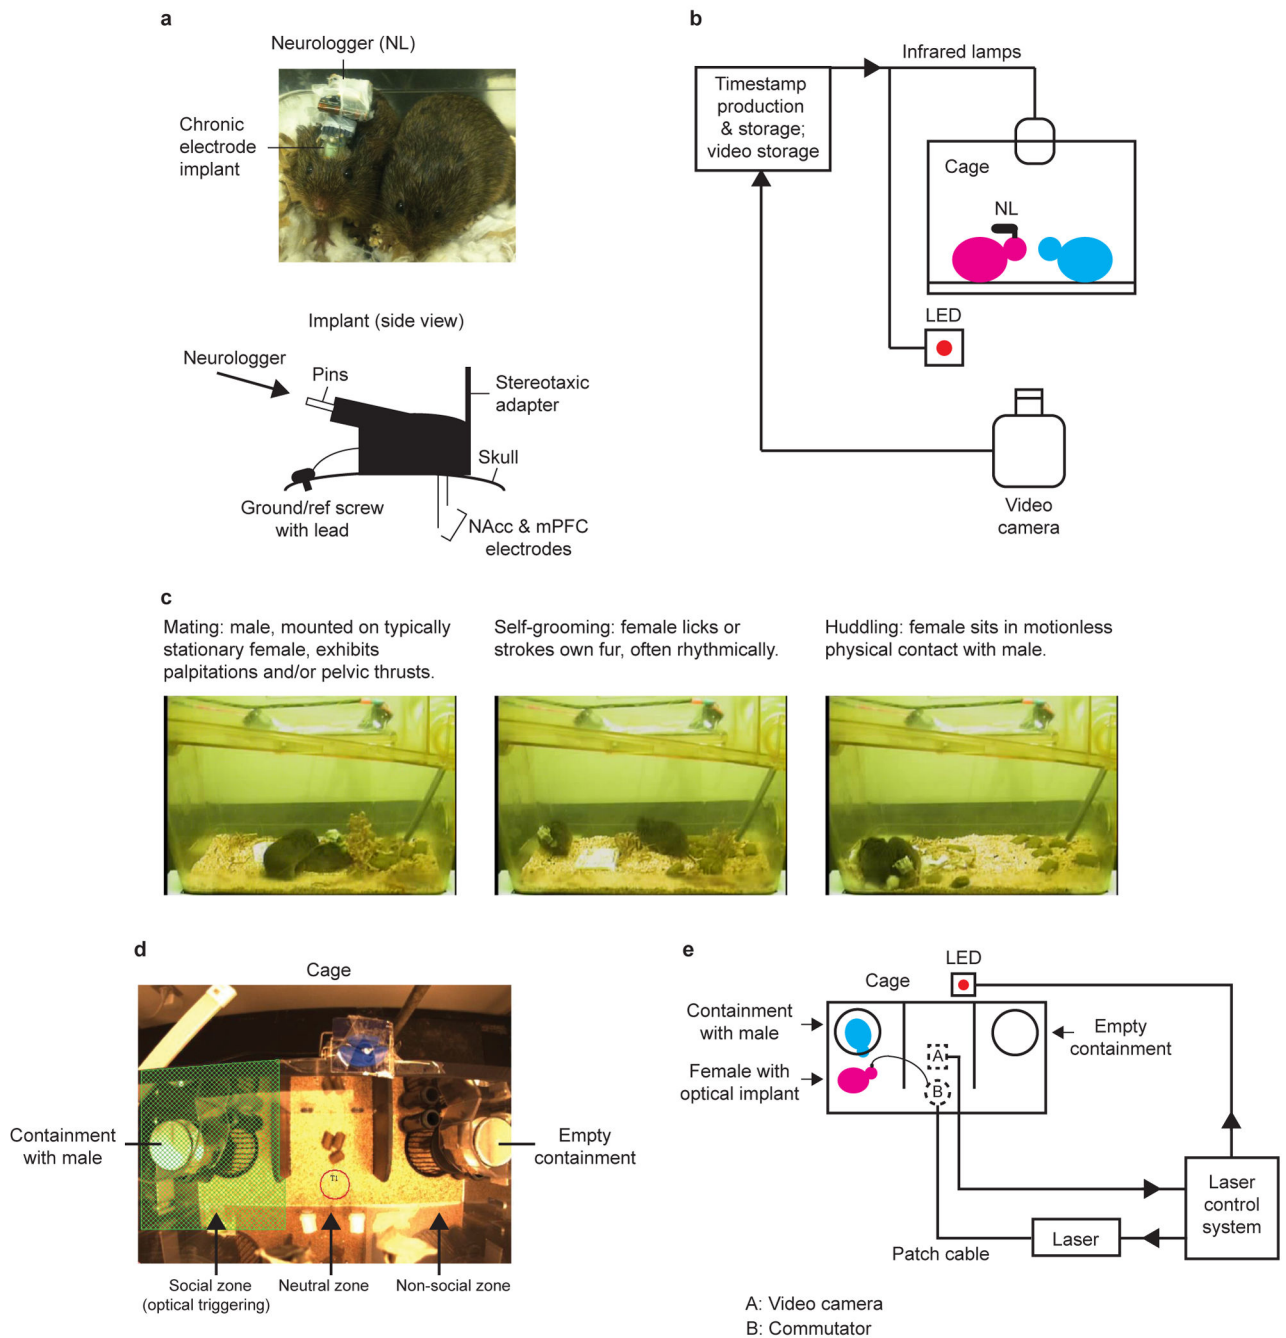 a
Neurologger (NL)
Chronic
electrode
implant
Implant (side view)
Neurologger
Pins
Stereotaxic
adapter
Skull
Ground/ref screw
with lead
NAcc & mPFC
electrodes
b
Infrared lamps
Timestamp
production
& storage;
video storage
Cage
NL
LED
Video
camera
c
Mating: male, mounted on typically
stationary female, exhibits
palpitations and/or pelvic thrusts.
Self-grooming: female licks or
strokes own fur, often rhythmically.
Huddling: female sits in motionless
physical contact with male.
d
Cage
Containment
with male
Empty
containment
T1
Social zone
(optical triggering)
Neutral zone
Non-social zone
e
LED
Cage
Containment
with male
Female with
optical implant
A
B
Empty
containment
Laser
control
system
Laser
Patch cable
A: Video camera
B: Commutator